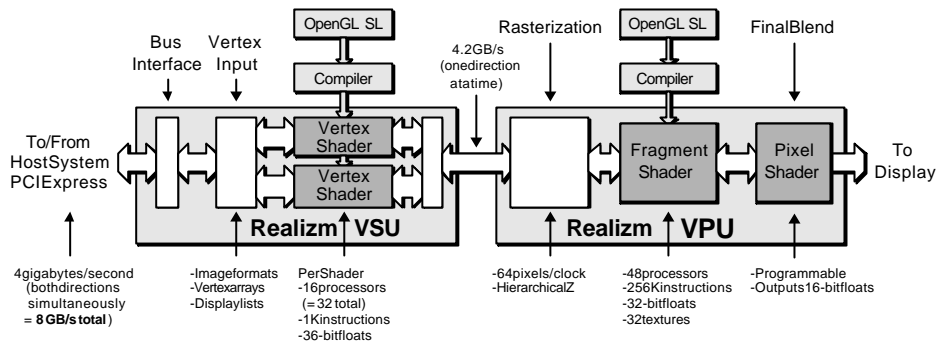 OpenGL SL
OpenGL SL
Bus
Interface
Vertex
Input
Compiler
4.2GB/s
(onedirection
atatime)
Rasterization
Compiler
FinalBlend
To/From
HostSystem
PCIExpress
Vertex
Shader
Vertex
Shader
Fragment
Shader
Pixel
Shader
To
Display
Realizm VSU
Realizm VPU
4gigabytes/second
(bothdirections
simultaneously
= 8GB/stotal)
-Imageformats
-Vertexarrays
-Displaylists
PerShader
-16processors
(=32total)
-1Kinstructions
-36-bitfloats
-64pixels/clock
-HierarchicalZ
-48processors
-256Kinstructions
-32-bitfloats
-32textures
-Programmable
-Outputs16-bitfloats